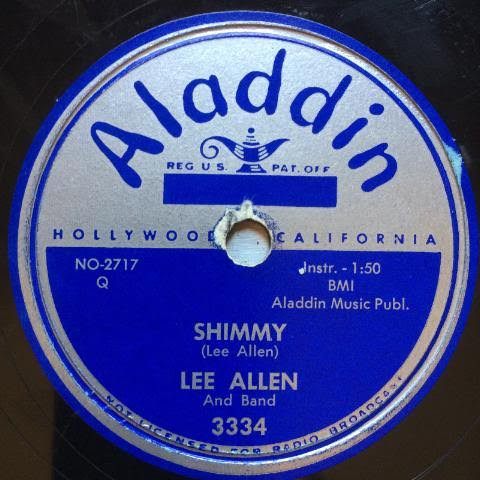 Aladdin
REG U.S. PAT. OFF
HOLLYWOOD CALIFORNIA
NO-2717
Q
Instr. - 1:50
BMI
Aladdin Music Publ.
SHIMMY
(Lee Allen)
LEE ALLEN
And Band
3334
NOT LICENSED FOR RADIO BROADCAST